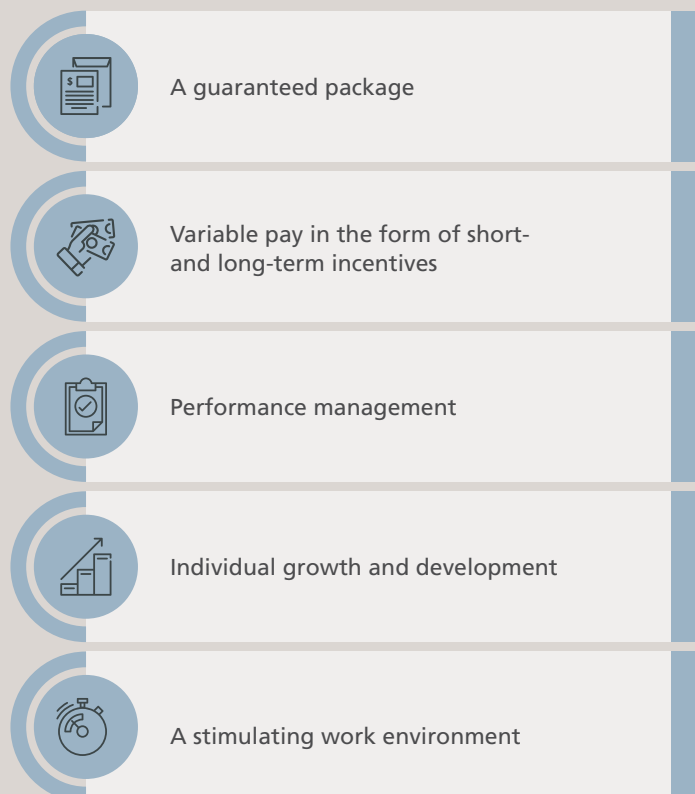 $
A guaranteed package
Variable pay in the form of short-
and long-term incentives
Performance management
Individual growth and development
A stimulating work environment